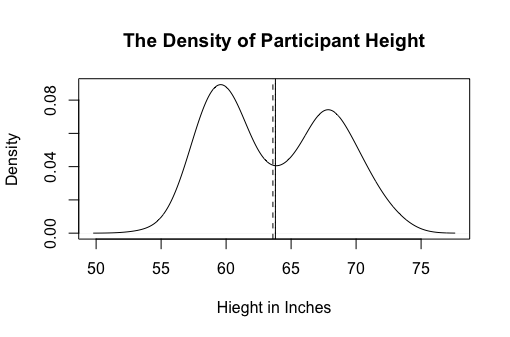 The Density of Participant Height
Density
0.00
0.04
0.08
50 55 60 65 70 75
Hieght in Inches